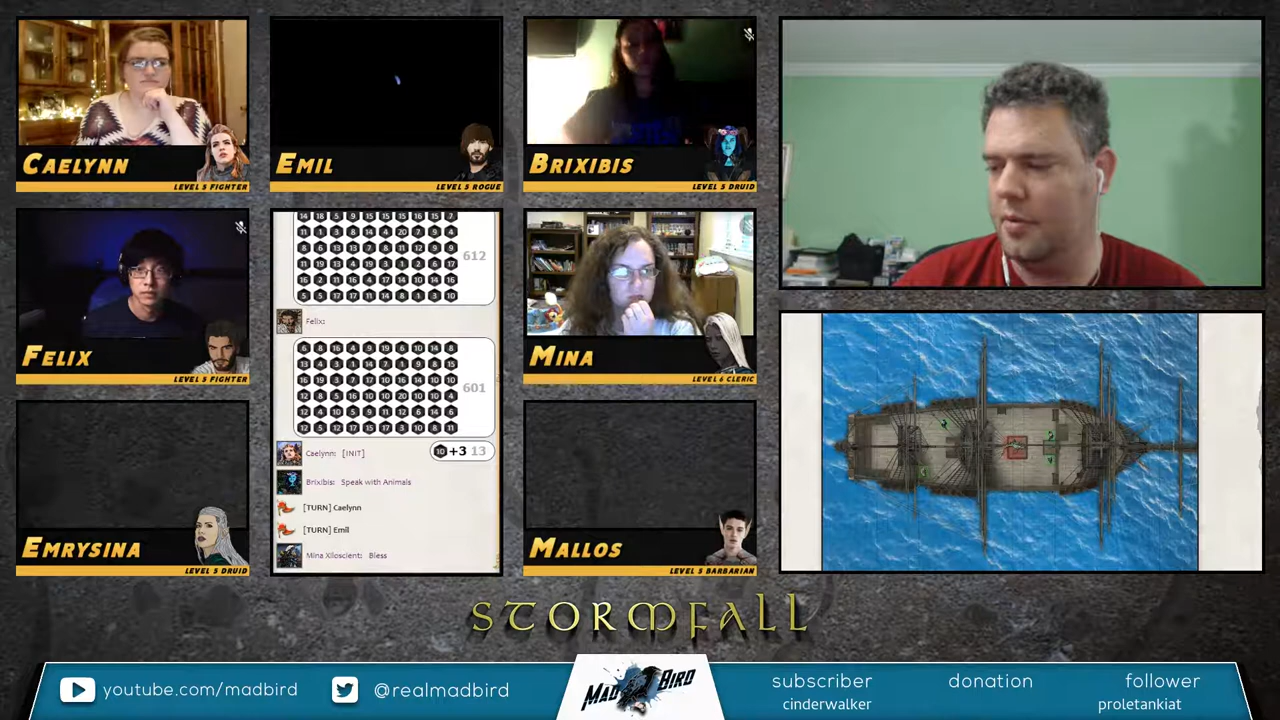 CAELYNN
LEVEL 5 FIGHTER
EMIL
LEVEL 5 ROGUE
BRIXIBIS
LEVEL 5 DRUID
FELIX
LEVEL 5 FIGHTER
612
Felix:
601
Caelynn: [INIT]
10 +3 13
Brixibis: Speak with Animals
[TURN] Caelynn
[TURN] Emil
Mina Xiloscient: Bless
MINA
LEVEL 6 CLERIC
EMRYSINA
LEVEL 5 DRUID
MALLOS
LEVEL 5 BARBARIAN
STORMFALL
youtube.com/madbird
@realmadbird
MAD BIRD
subscriber
cinderwalker
donation
follower
proletankiat